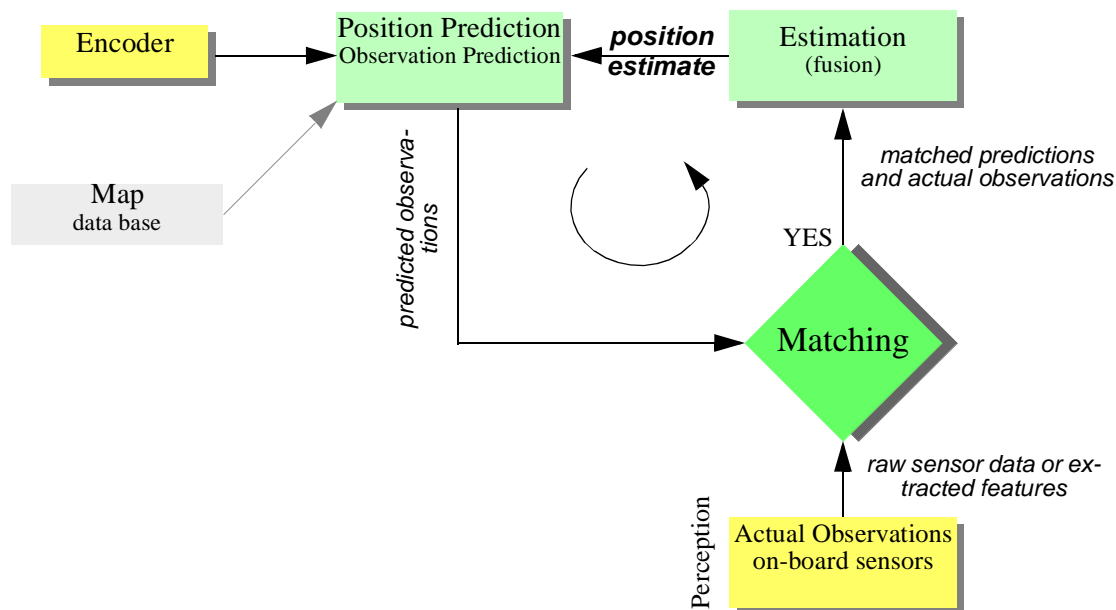 Encoder
Position Prediction
Observation Prediction
position
estimate
Estimation
(fusion)
Map
data base
predicted observa-
tions
matched predictions
and actual observations
YES
Matching
raw sensor data or ex-
tracted features
Perception
Actual Observations
on-board sensors